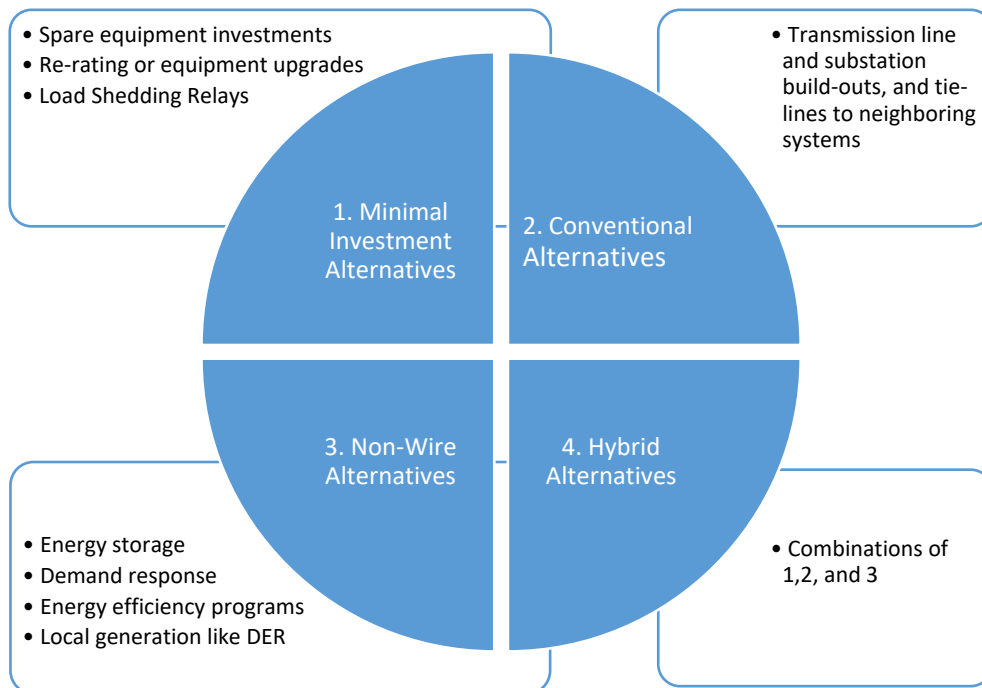 • Spare equipment investments
• Re-rating or equipment upgrades
• Load Shedding Relays
• Transmission line
and substation
build-outs, and tie-
lines to neighboring
systems
1. Minimal
Investment
Alternatives
2. Conventional
Alternatives
3. Non-Wire
Alternatives
4. Hybrid
Alternatives
• Energy storage
• Demand response
• Energy efficiency programs
• Local generation like DER
• Combinations of
1,2, and 3